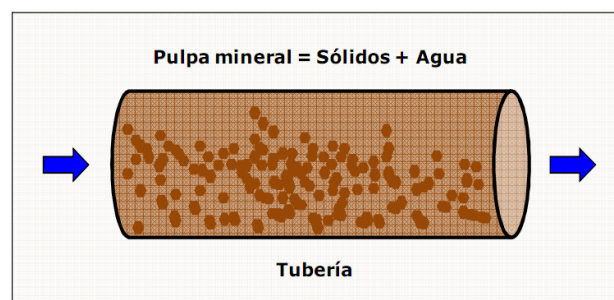 Pulpa mineral = Sólidos + Agua
Tubería